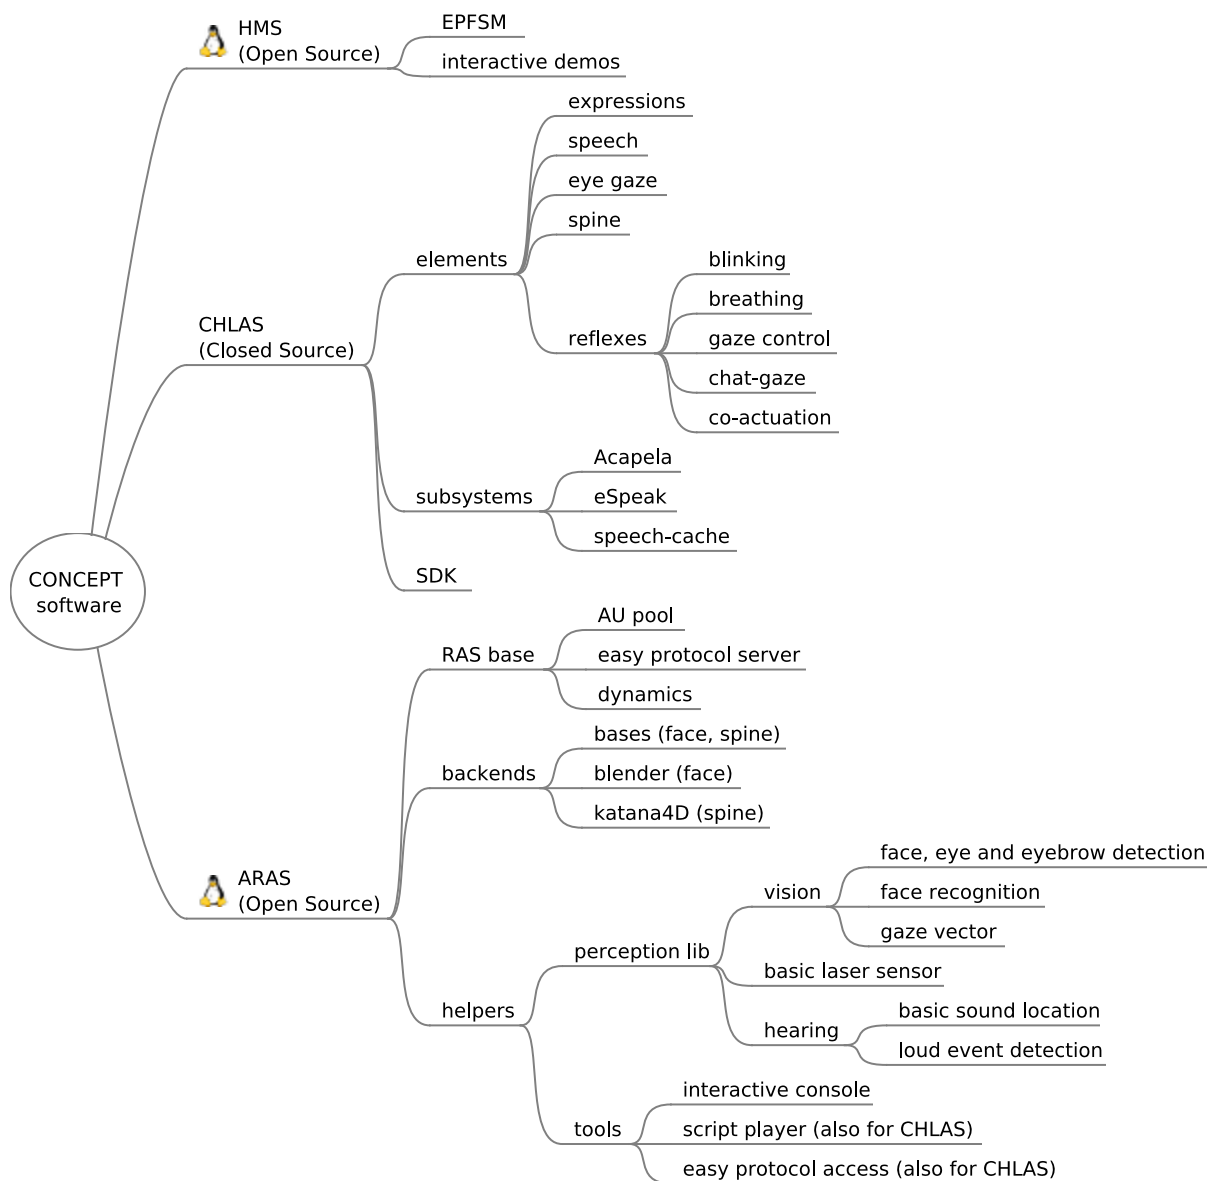 HMS
(Open Source)
EPFSM
interactive demos
expressions
speech
eye gaze
spine
elements
blinking
breathing
reflexes
gaze control
chat-gaze
co-actuation
CHLAS
(Closed Source)
Acapela
subsystems
eSpeak
speech-cache
SDK
CONCEPT
software
AU pool
RAS base
easy protocol server
dynamics
bases (face, spine)
backends
blender (face)
katana4D (spine)
ARAS
(Open Source)
face, eye and eyebrow detection
vision
face recognition
gaze vector
perception lib
basic laser sensor
helpers
basic sound location
hearing
loud event detection
interactive console
tools
script player (also for CHLAS)
easy protocol access (also for CHLAS)